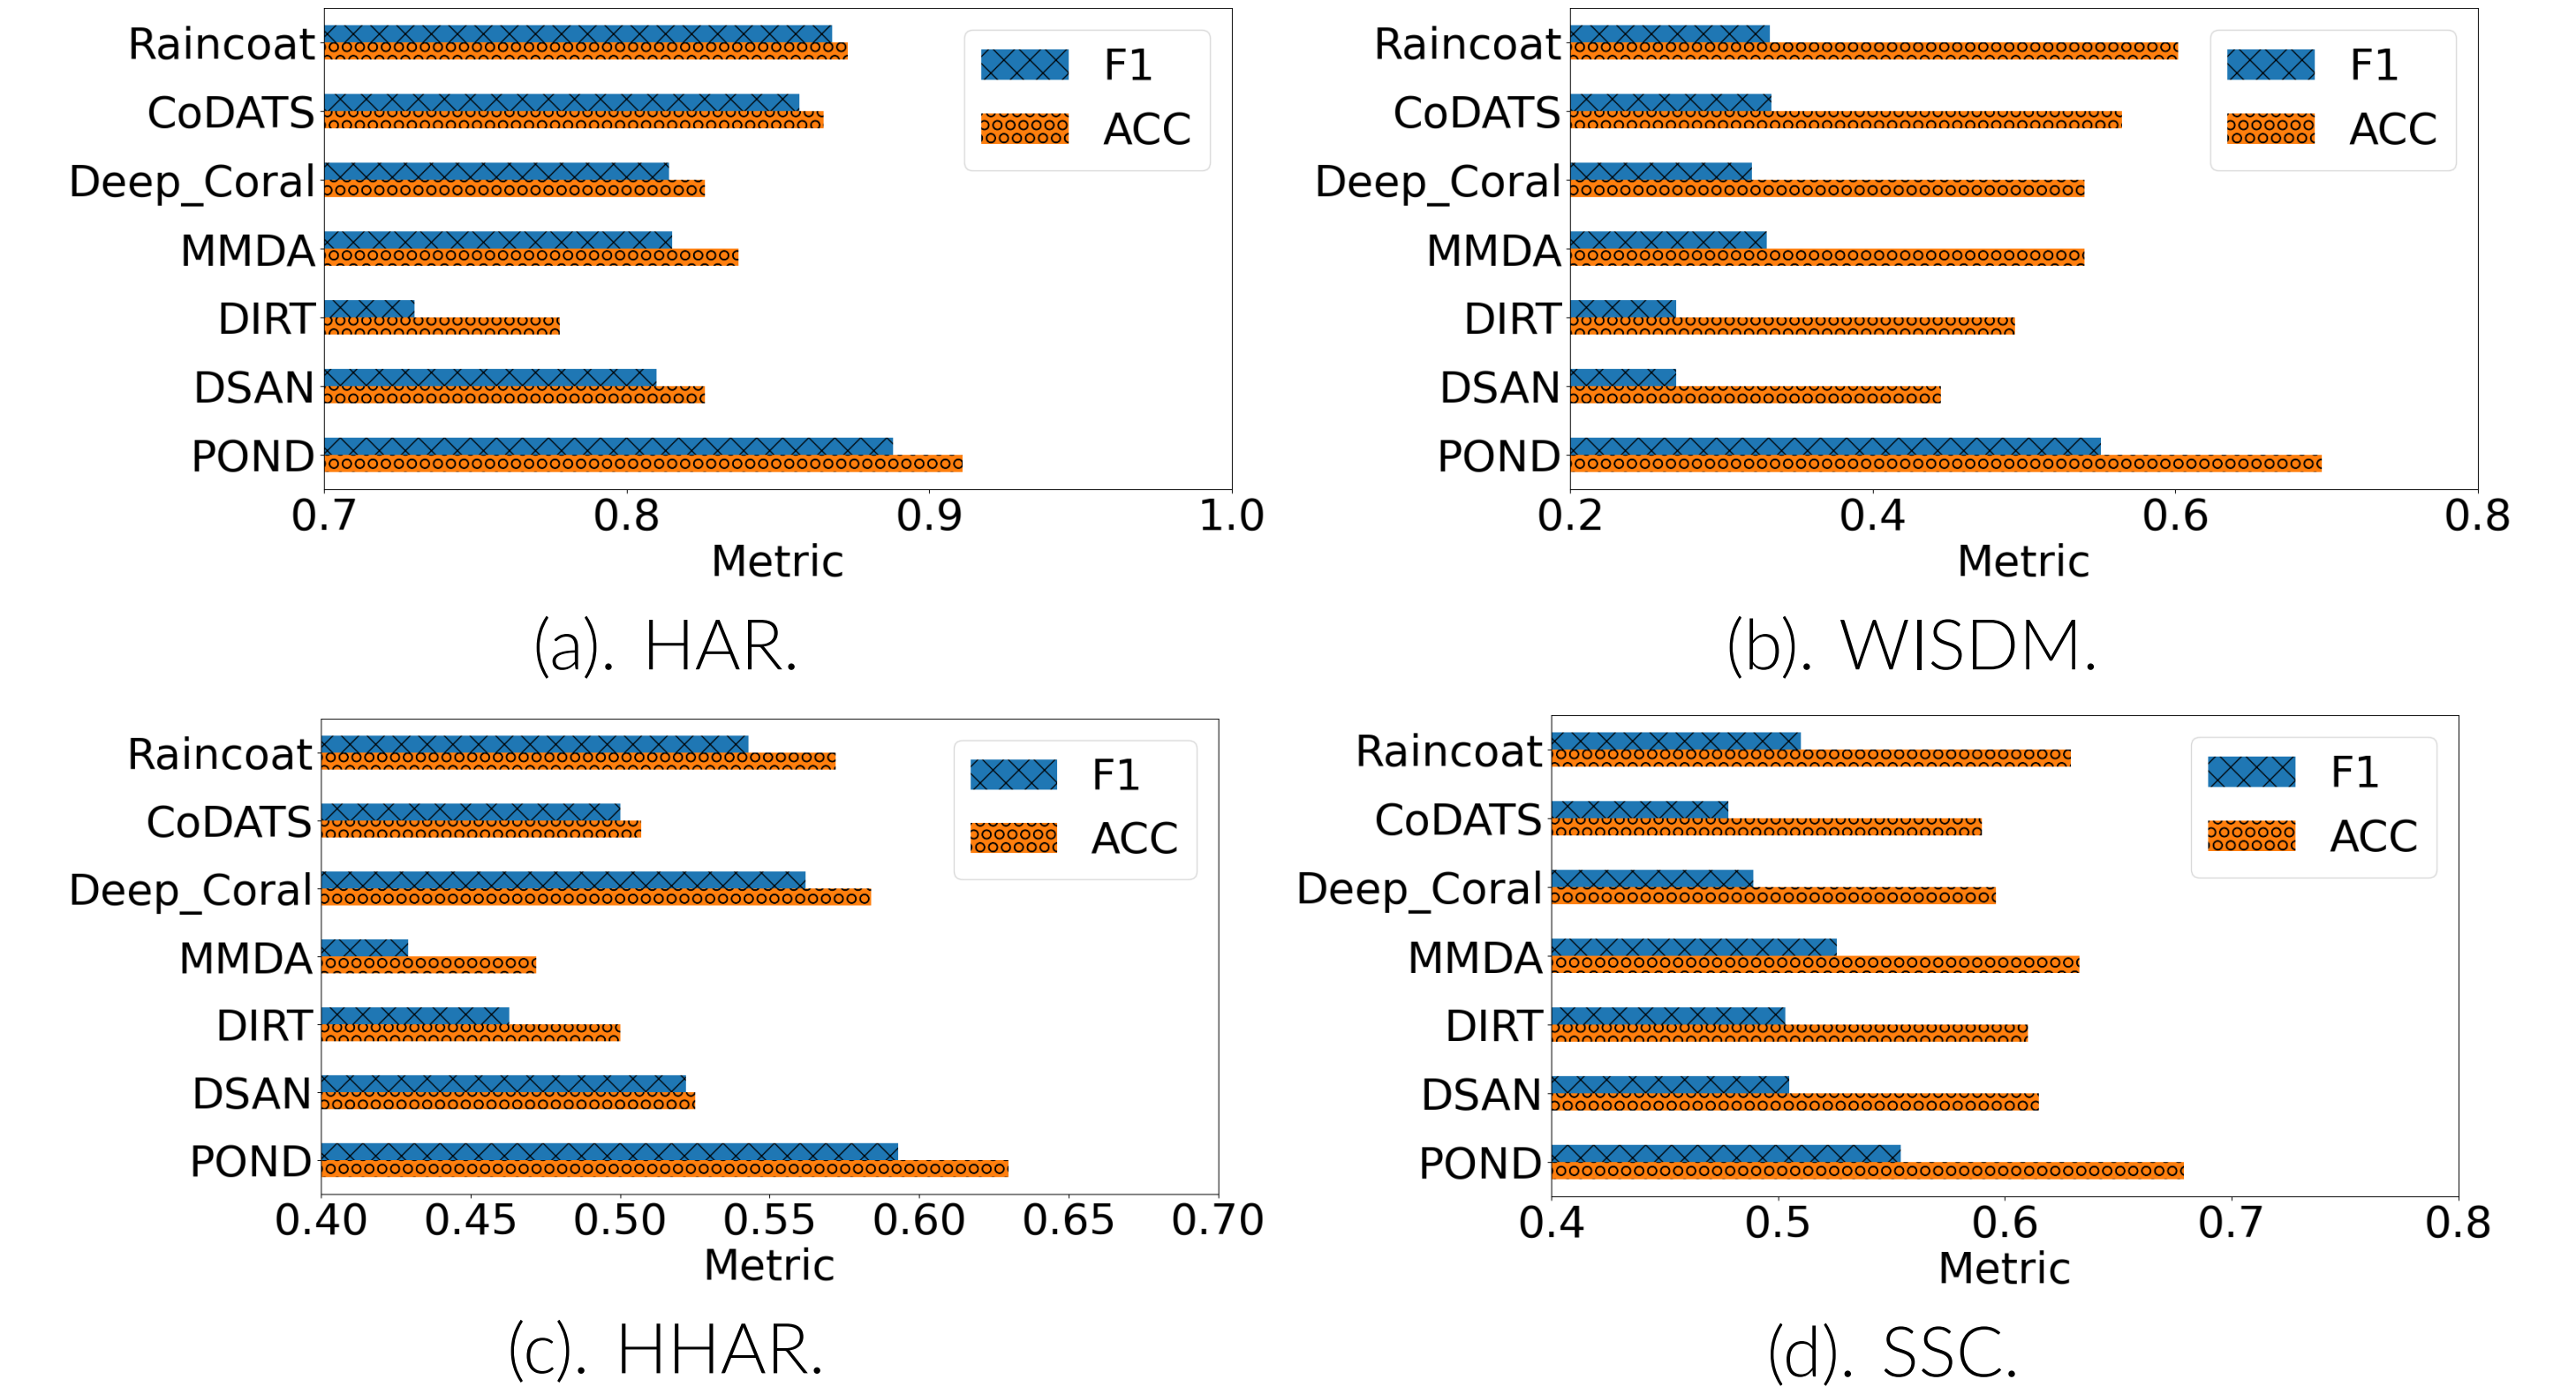 Raincoat
CoDATS
Deep_Coral
MMDA
DIRT
DSAN
POND
F1
ACC
0.7 0.8 0.9 1.0
Metric
(a). HAR.
Raincoat
CoDATS
Deep_Coral
MMDA
DIRT
DSAN
POND
F1
ACC
0.2 0.4 0.6 0.8
Metric
(b). WISDM.
Raincoat
CoDATS
Deep_Coral
MMDA
DIRT
DSAN
POND
F1
ACC
0.40 0.45 0.50 0.55 0.60 0.65 0.70
Metric
(c). HHAR.
Raincoat
CoDATS
Deep_Coral
MMDA
DIRT
DSAN
POND
F1
ACC
0.4 0.5 0.6 0.7 0.8
Metric
(d). SSC.